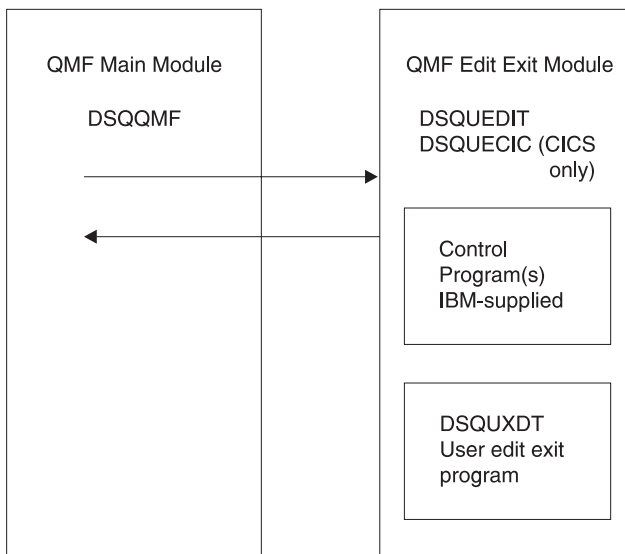 QMF Main Module
DSQQMF
QMF Edit Exit Module
DSQUEDIT
DSQUECIC (CICS
only)
Control
Program(s)
IBM-supplied
DSQUXDT
User edit exit
program